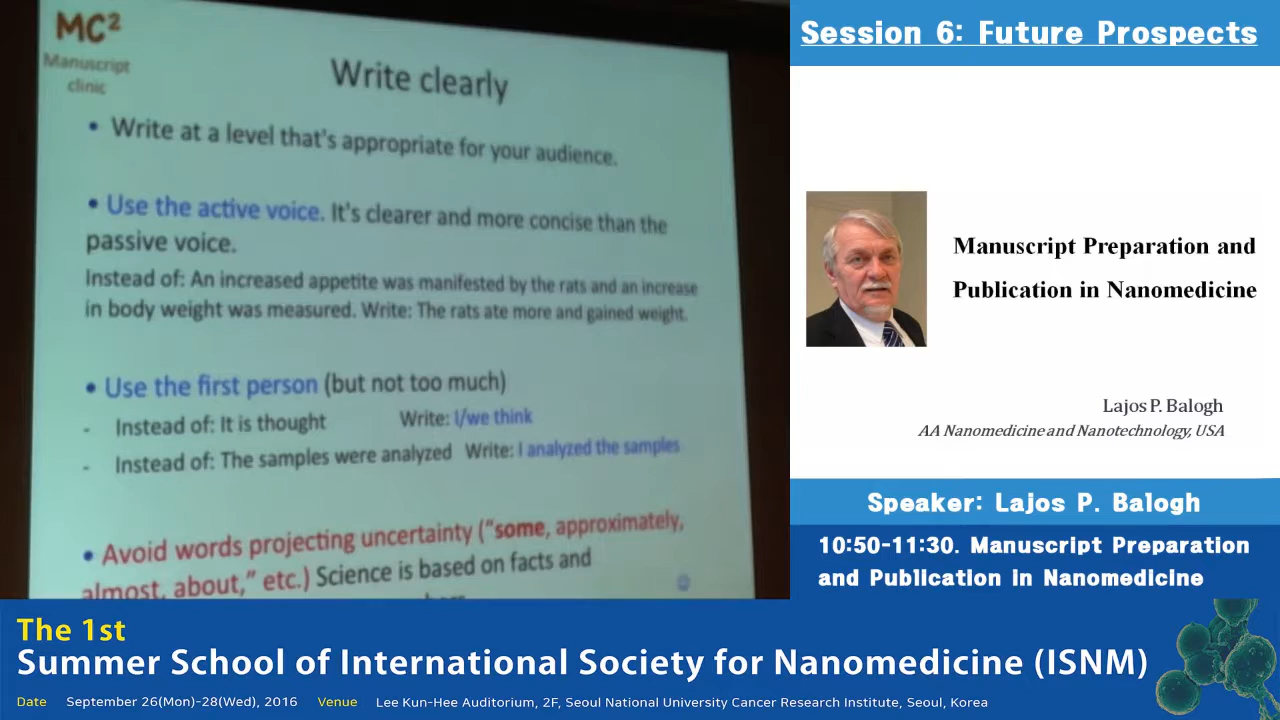 MC²
Manuscript
clinic
Write clearly
• Write at a level that's appropriate for your audience.
• Use the active voice. It's clearer and more concise than the
passive voice.
Instead of: An increased appetite was manifested by the rats and an increase
in body weight was measured. Write: The rats ate more and gained weight.
• Use the first person (but not too much)
- Instead of: It is thought Write: I/we think
- Instead of: The samples were analyzed Write: I analyzed the samples
• Avoid words projecting uncertainty ("some, approximately,
almost, about," etc.) Science is based on facts and
Session 6: Future Prospects
Manuscript Preparation and
Publication in Nanomedicine
Lajos P. Balogh
AA Nanomedicine and Nanotechnology, USA
Speaker: Lajos P. Balogh
10:50-11:30. Manuscript Preparation
and Publication in Nanomedicine
The 1st
Summer School of International Society for Nanomedicine (ISNM)
Date September 26(Mon)-28(Wed), 2016 Venue Lee Kun-Hee Auditorium, 2F, Seoul National University Cancer Research Institute, Seoul, Korea